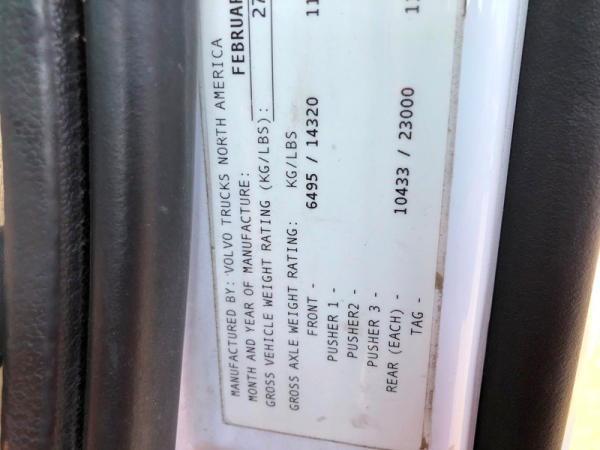 MANUFACTURED BY: VOLVO TRUCKS NORTH AMERICA
MONTH AND YEAR OF MANUFACTURE:
GROSS VEHICLE WEIGHT RATING (KG/LBS):
GROSS AXLE WEIGHT RATING: KG/LBS
FRONT - 6495 / 14320 11
PUSHER 1 -
PUSHER2 -
PUSHER 3 -
REAR (EACH) - 10433 / 23000
TAG -